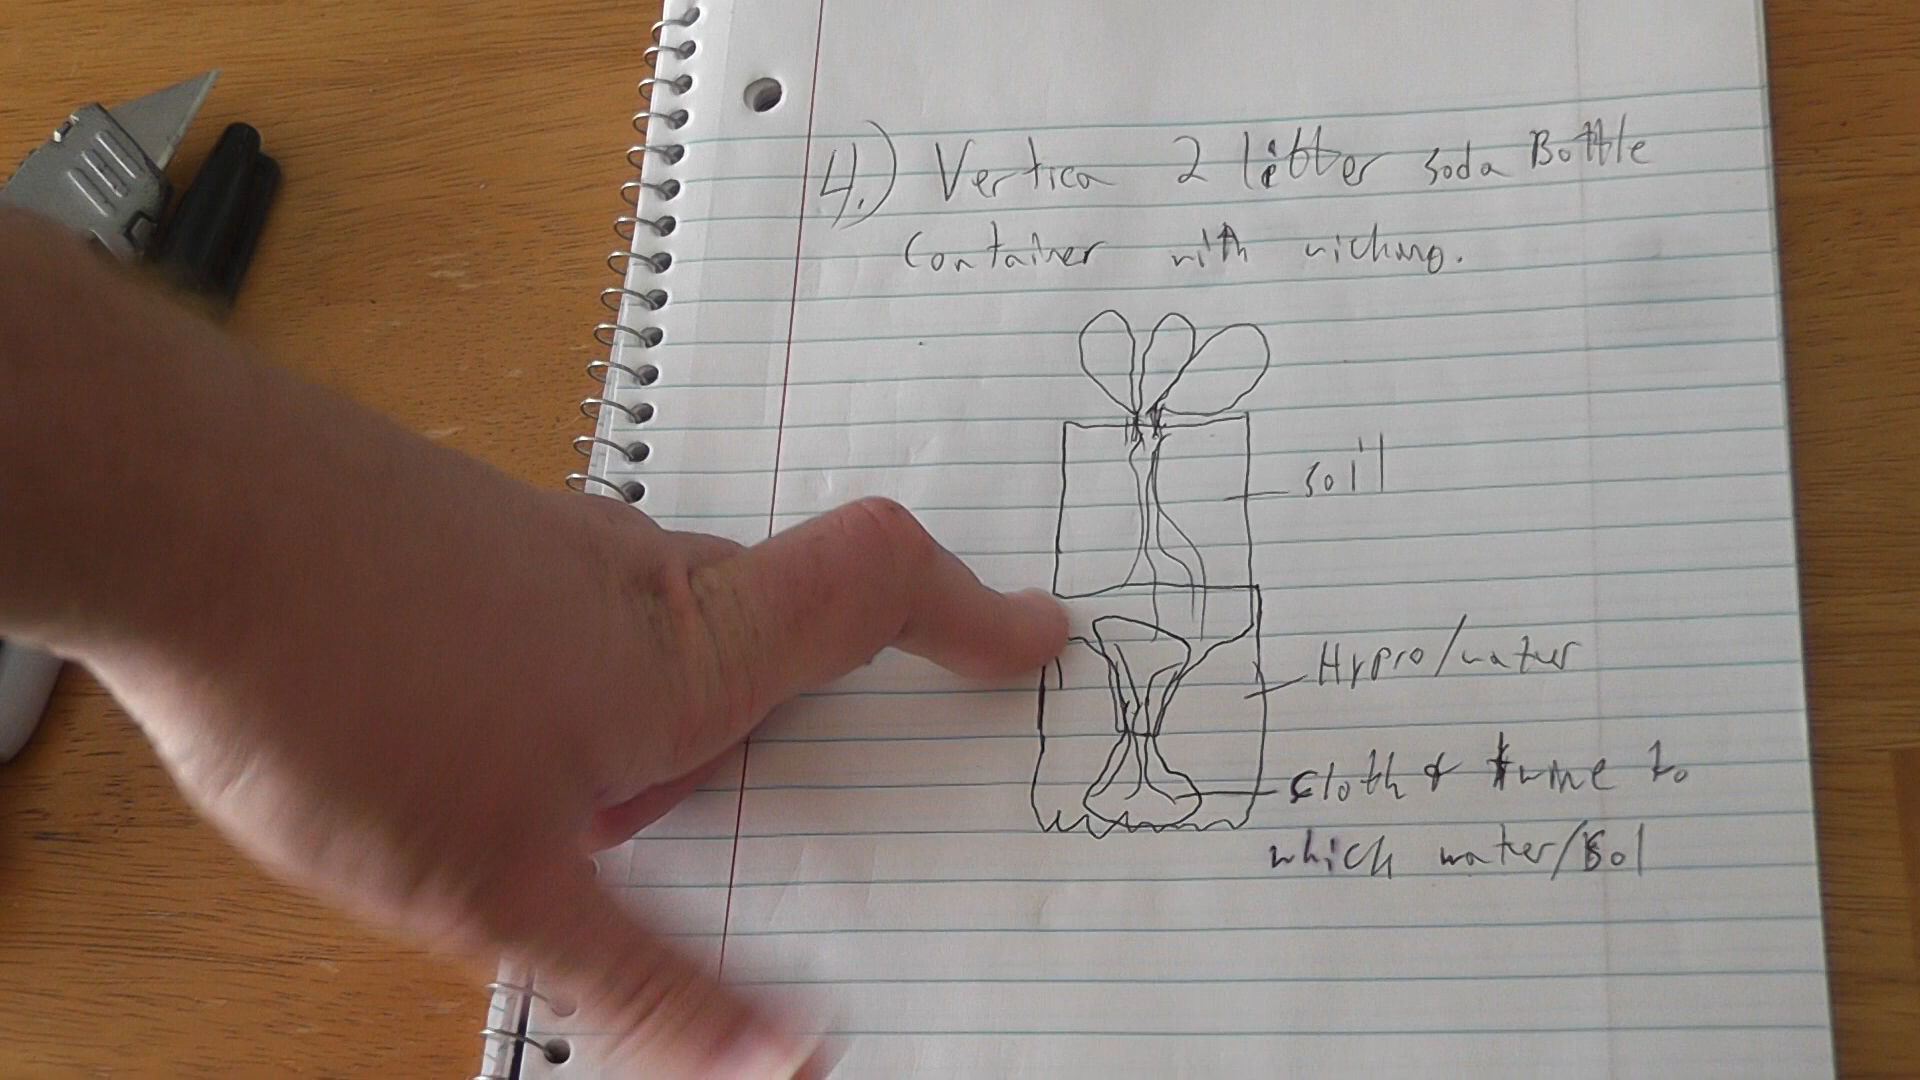 4.) Vertica 2 litter soda Bottle
Container with wicking.
soil
Hypro/water
cloth & twine to
which water/sol